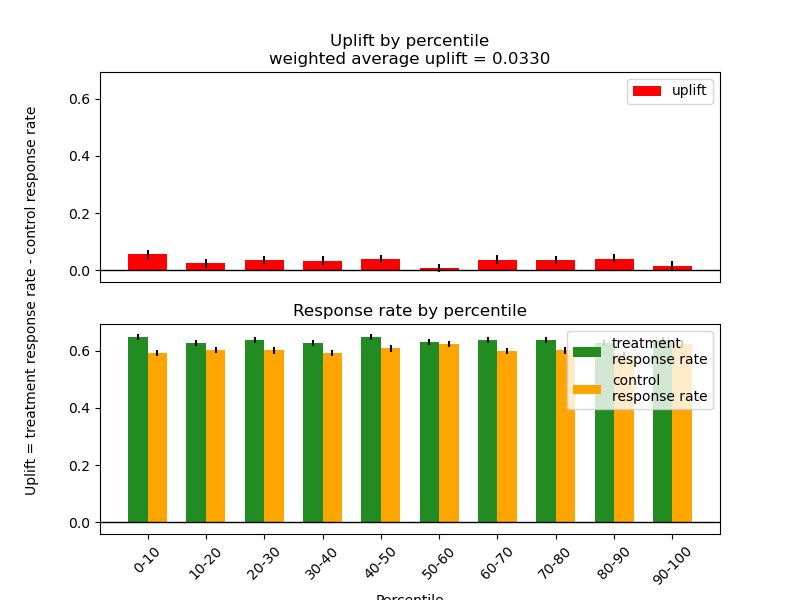 Uplift by percentile
weighted average uplift = 0.0330
uplift
0.6
0.4
0.2
0.0
Uplift = treatment response rate - control response rate
Response rate by percentile
treatment
response rate
control
response rate
0.6
0.4
0.2
0.0
0-10
10-20
20-30
30-40
40-50
50-60
60-70
70-80
80-90
90-100
Percentile